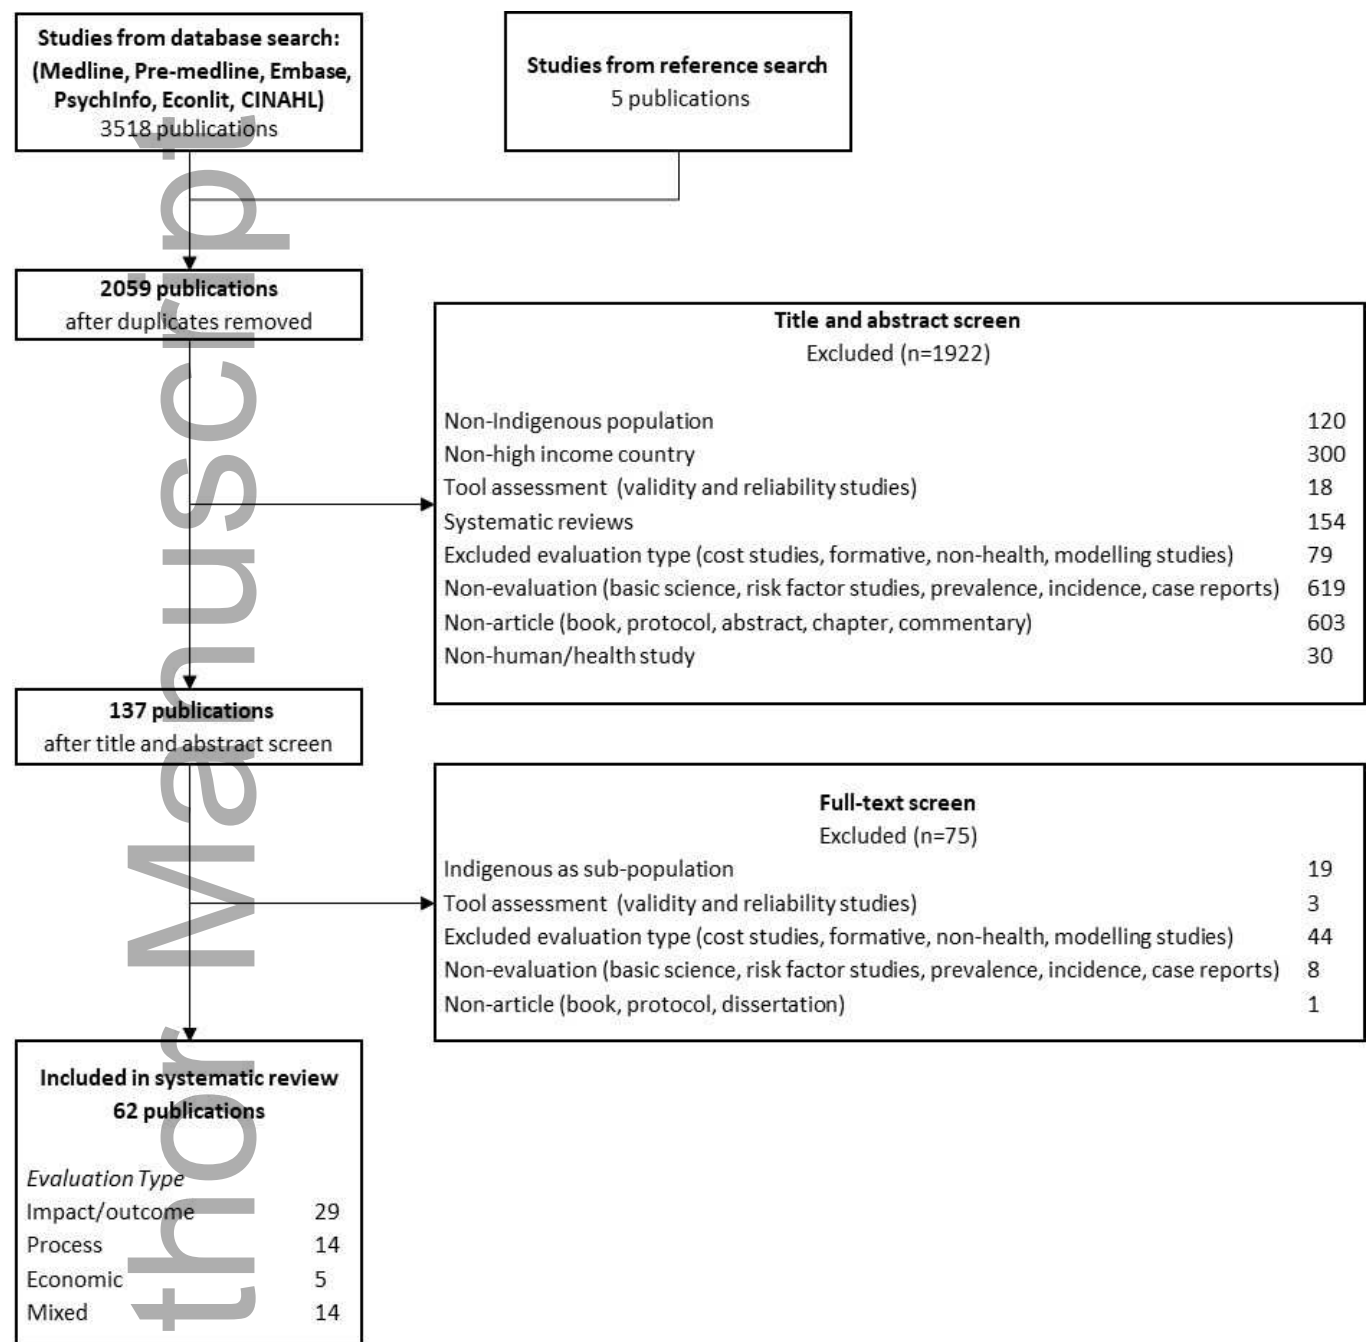 Studies from database search:
(Medline, Pre-medline, Embase,
PsychInfo, Econlit, CINAHL)
3518 publications
Studies from reference search
5 publications
2059 publications
after duplicates removed
Title and abstract screen
Excluded (n=1922)
Non-Indigenous population 120
Non-high income country 300
Tool assessment (validity and reliability studies) 18
Systematic reviews 154
Excluded evaluation type (cost studies, formative, non-health, modelling studies) 79
Non-evaluation (basic science, risk factor studies, prevalence, incidence, case reports) 619
Non-article (book, protocol, abstract, chapter, commentary) 603
Non-human/health study 30
137 publications
after title and abstract screen
Full-text screen
Excluded (n=75)
Indigenous as sub-population 19
Tool assessment (validity and reliability studies) 3
Excluded evaluation type (cost studies, formative, non-health, modelling studies) 44
Non-evaluation (basic science, risk factor studies, prevalence, incidence, case reports) 8
Non-article (book, protocol, dissertation) 1
Included in systematic review
62 publications
Evaluation Type
Impact/outcome 29
Process 14
Economic 5
Mixed 14
thor Manuscript